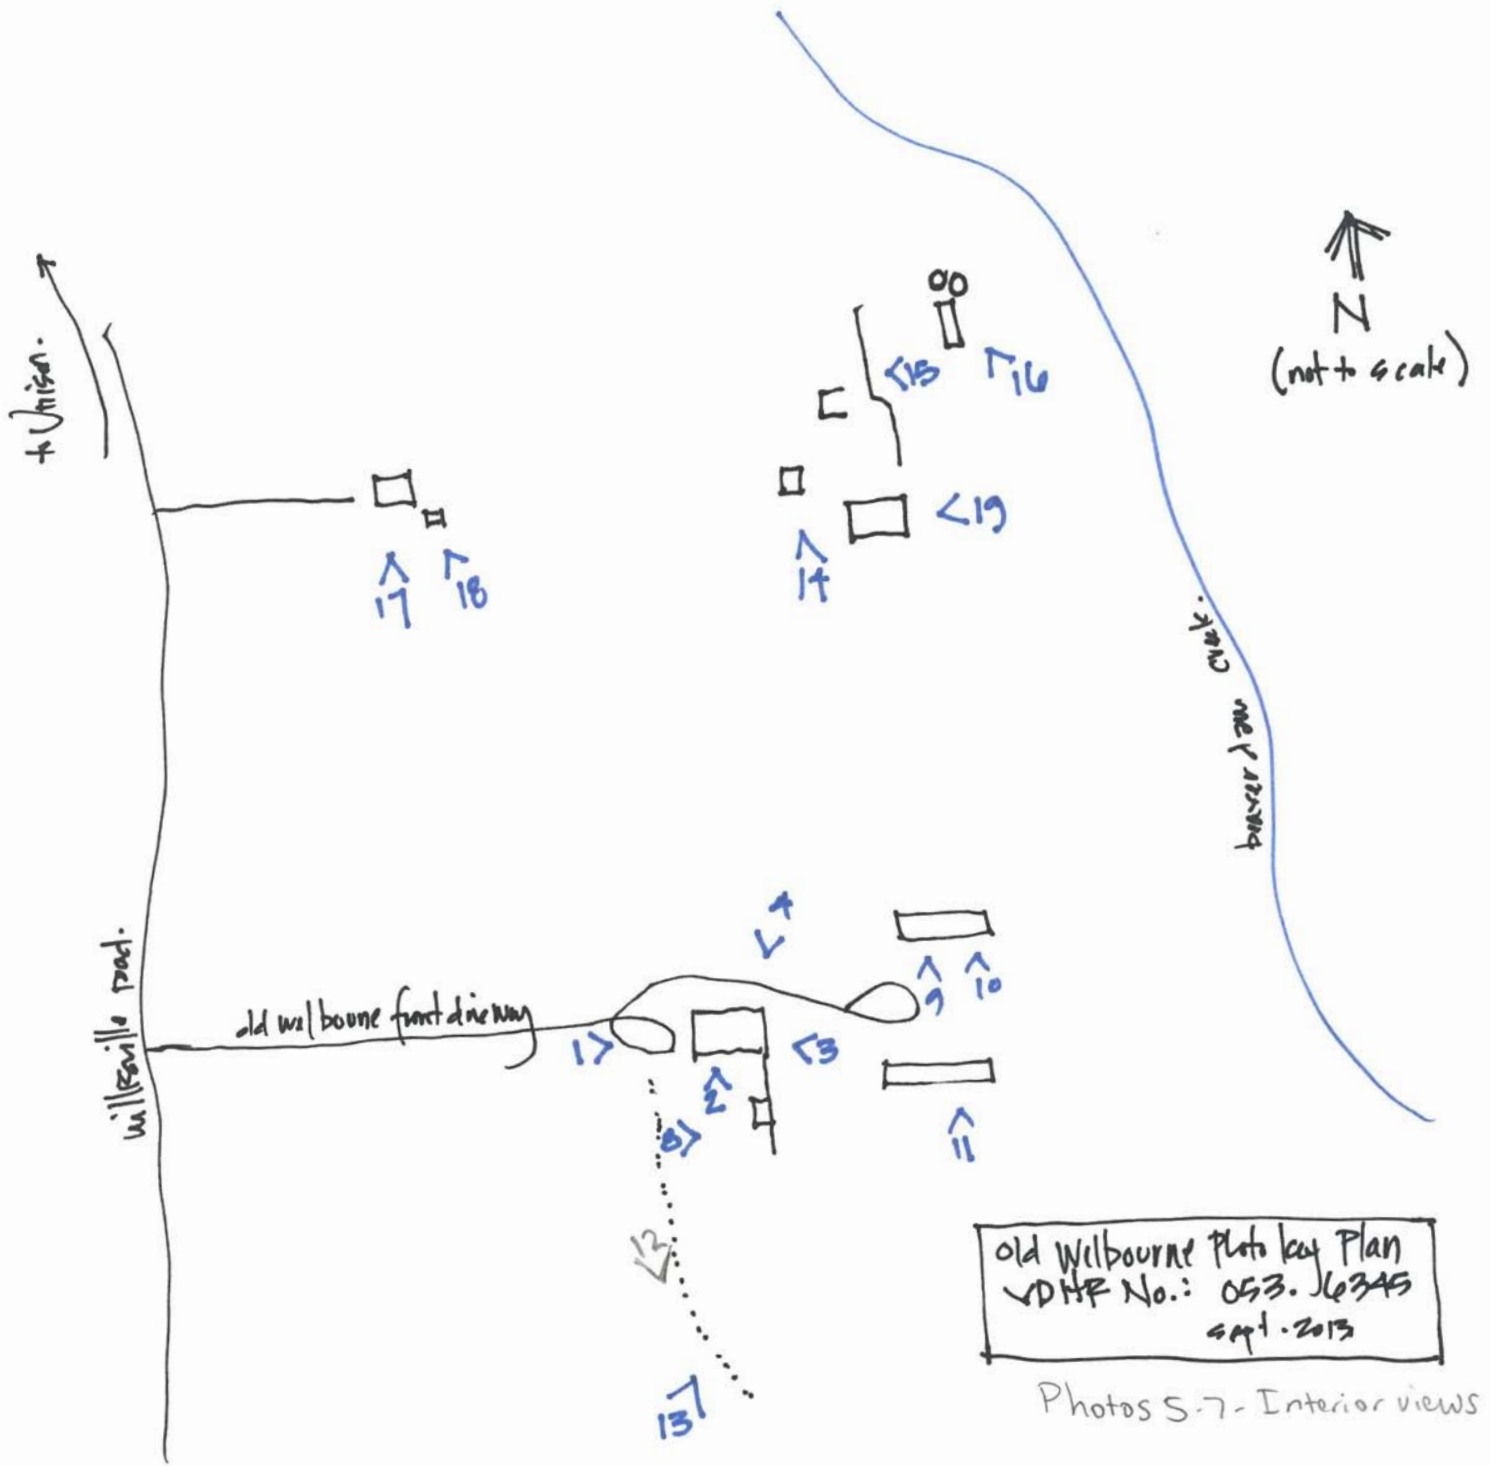 N
(not to scale)
to Unison.
<15
16
<19
14
17
18
beaverdam creek.
4
9
10
old welbourne front driveway
1>
<3
2
8>
11
willisville road.
12
13
Old Welbourne Photo Key Plan
VDHR No.: 053.6345
sept. 2013
Photos 5-7- Interior views